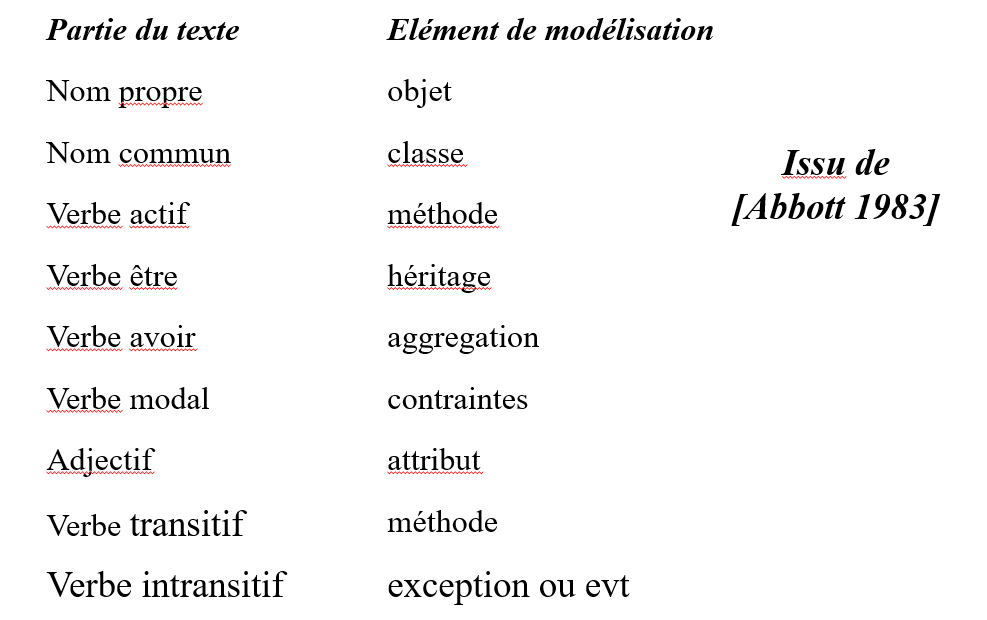 Partie du texte Elément de modélisation
Nom propre objet
Nom commun classe
Issu de
[Abbott 1983]
Verbe actif méthode
Verbe être héritage
Verbe avoir aggregation
Verbe modal contraintes
Adjectif attribut
Verbe transitif méthode
Verbe intransitif exception ou evt